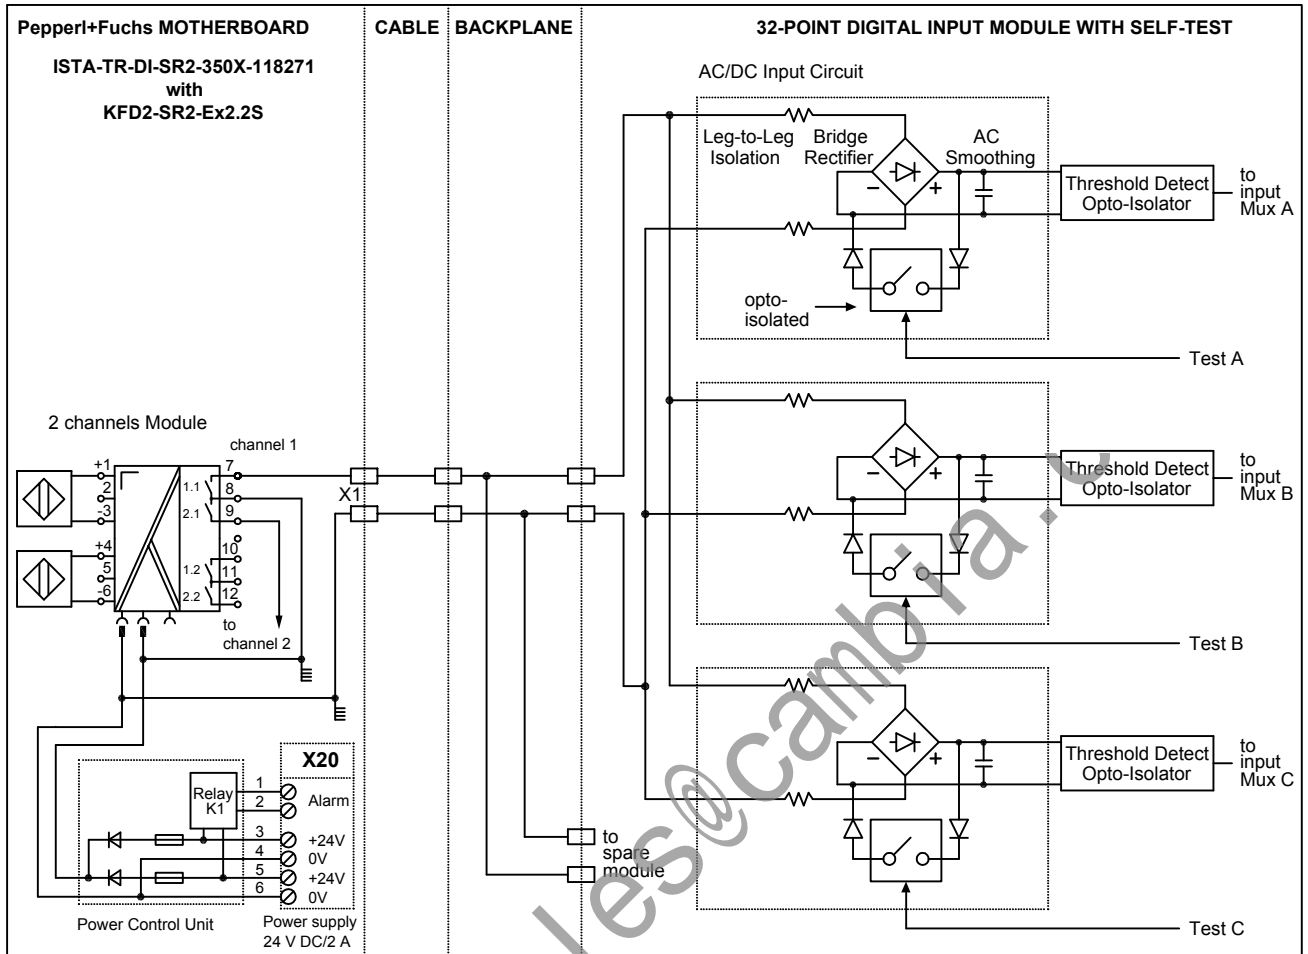 Pepperl+Fuchs MOTHERBOARD
CABLE
BACKPLANE
32-POINT DIGITAL INPUT MODULE WITH SELF-TEST
ISTA-TR-DI-SR2-350X-118271
with
KFD2-SR2-Ex2.2S
AC/DC Input Circuit
Leg-to-Leg
Isolation
Bridge
Rectifier
AC
Smoothing
− +
Threshold Detect
Opto-Isolator
to
input
Mux A
opto-
isolated
Test A
− +
Threshold Detect
Opto-Isolator
to
input
Mux B
Test B
− +
Threshold Detect
Opto-Isolator
to
input
Mux C
Test C
2 channels Module
channel 1
+1
2
-3
+4
5
-6
1.1
2.1
1.2
2.2
7
8
9
10
11
12
to
channel 2
X1
to
spare
module
X20
Relay
K1
1
2
Alarm
3 +24V
4 0V
5 +24V
6 0V
Power Control Unit
Power supply
24 V DC/2 A
les@cambia.c